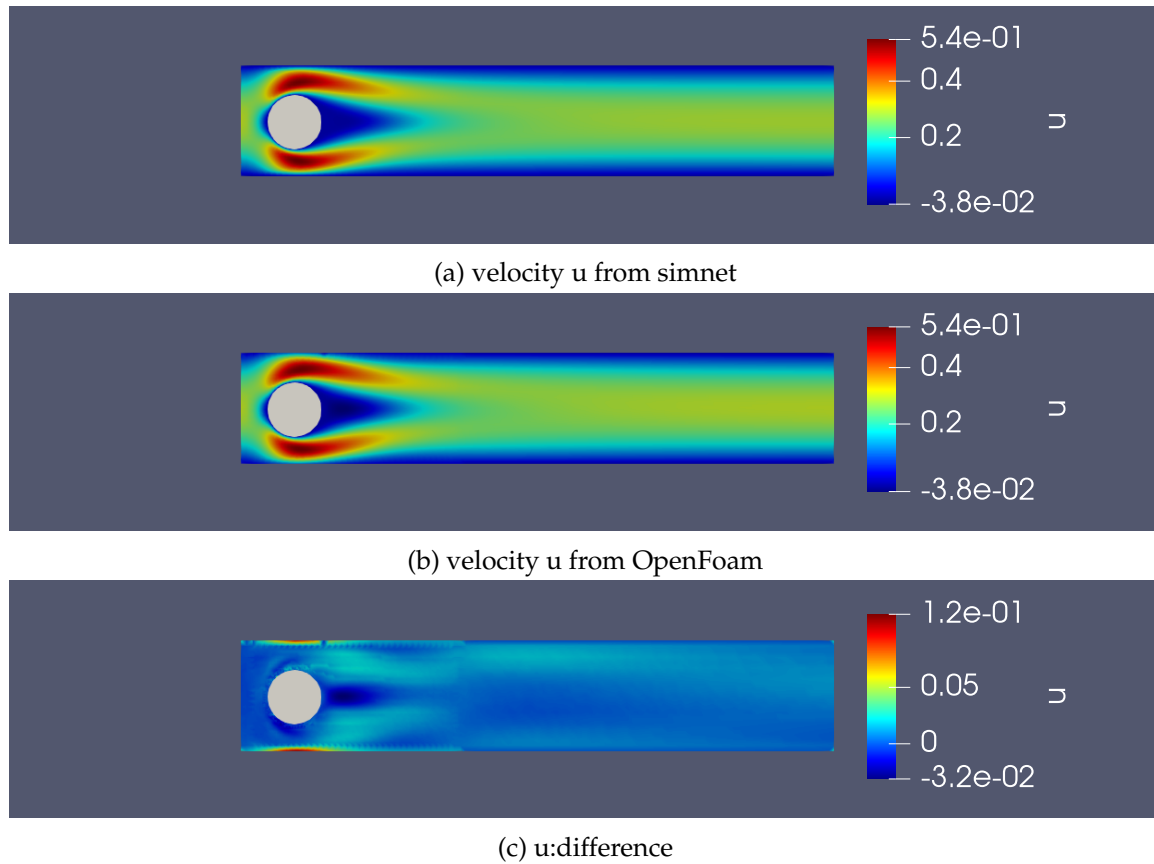 5.4e-01
0.4
0.2
-3.8e-02
u
(a) velocity u from simnet
5.4e-01
0.4
0.2
-3.8e-02
u
(b) velocity u from OpenFoam
1.2e-01
0.05
0
-3.2e-02
u
(c) u:difference